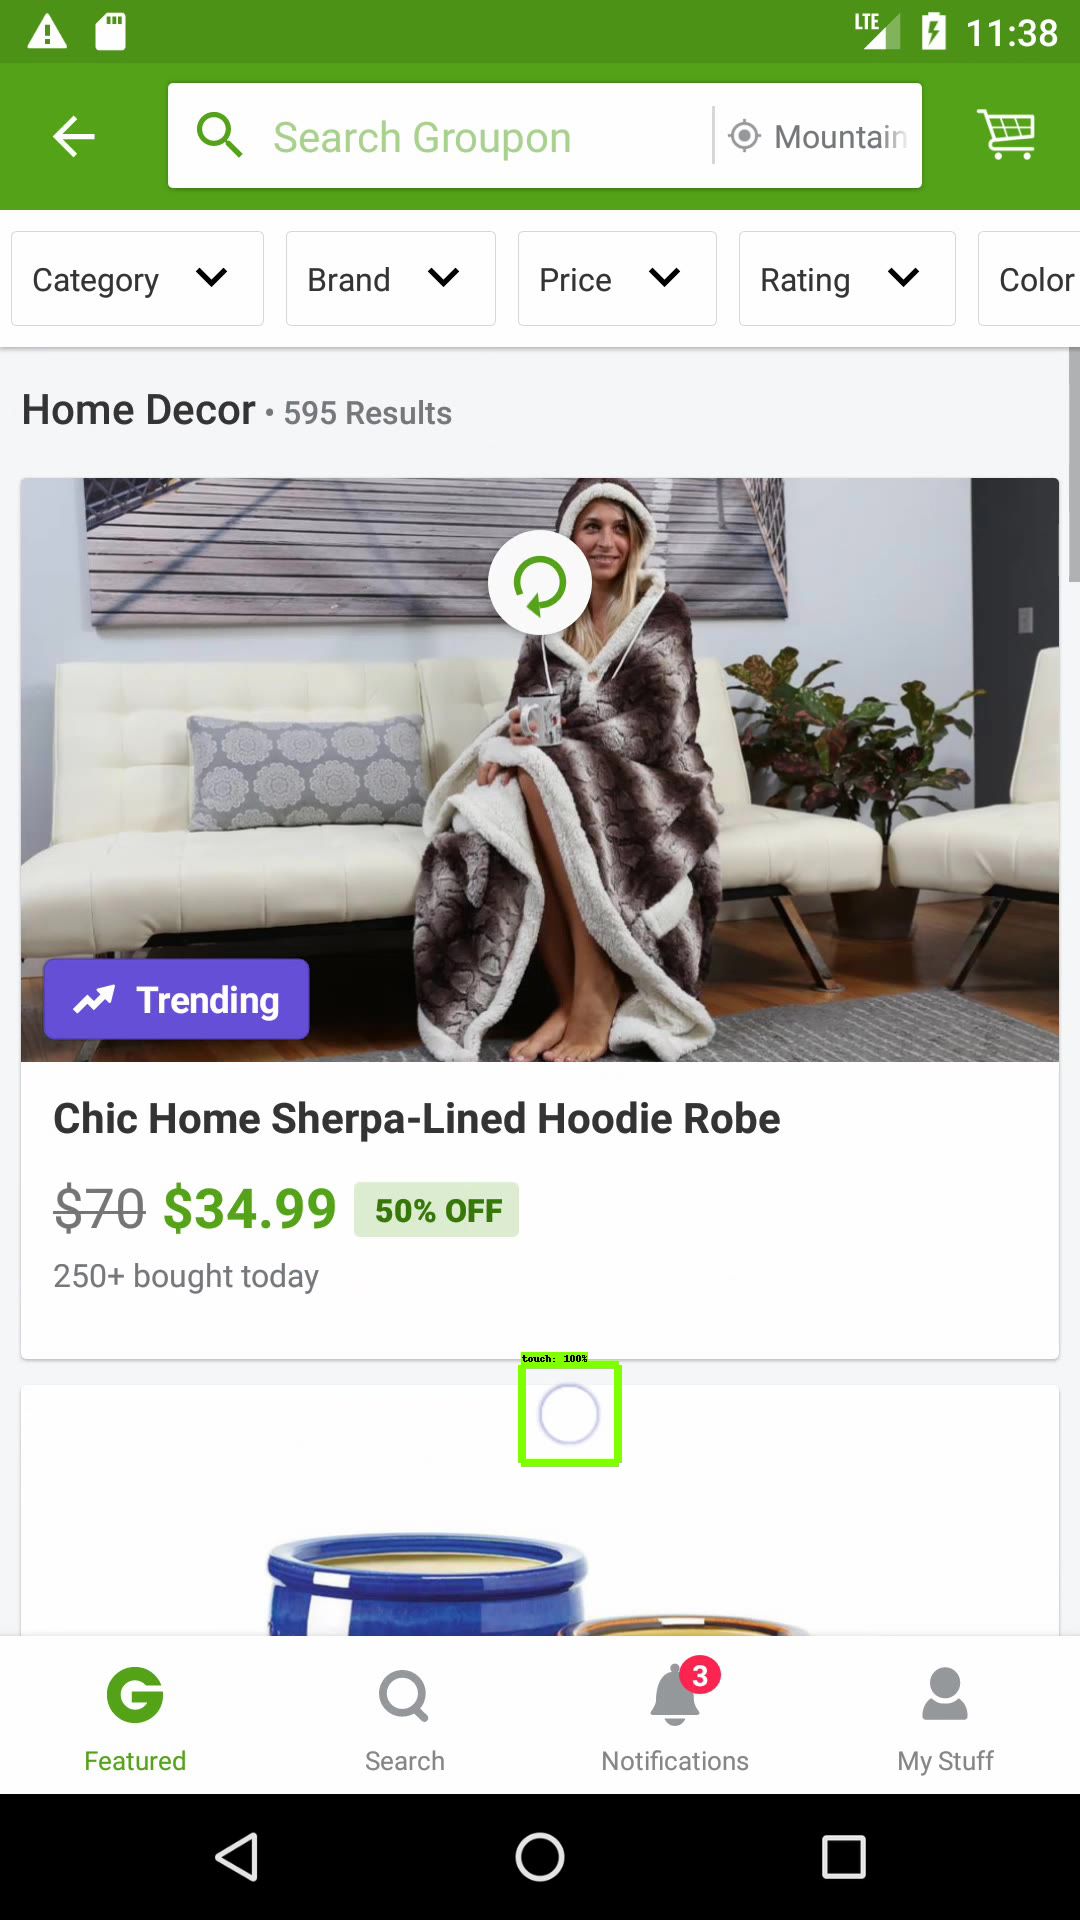 LTE 11:38
Search Groupon Mountain
Category Brand Price Rating Color
Home Decor • 595 Results
Trending
Chic Home Sherpa-Lined Hoodie Robe
$70 $34.99 50% OFF
250+ bought today
touch: 100%
3
Featured Search Notifications My Stuff